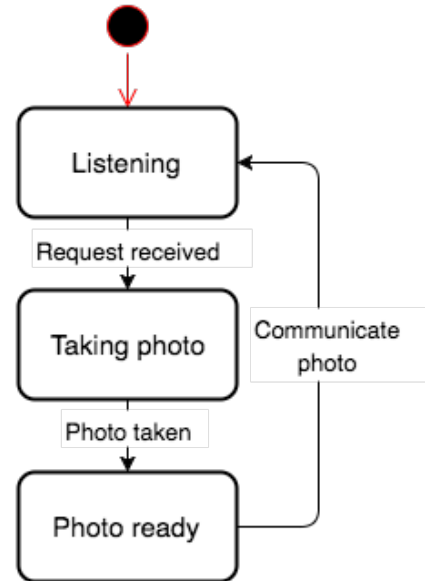 Listening
Request received
Taking photo
Communicate
photo
Photo taken
Photo ready